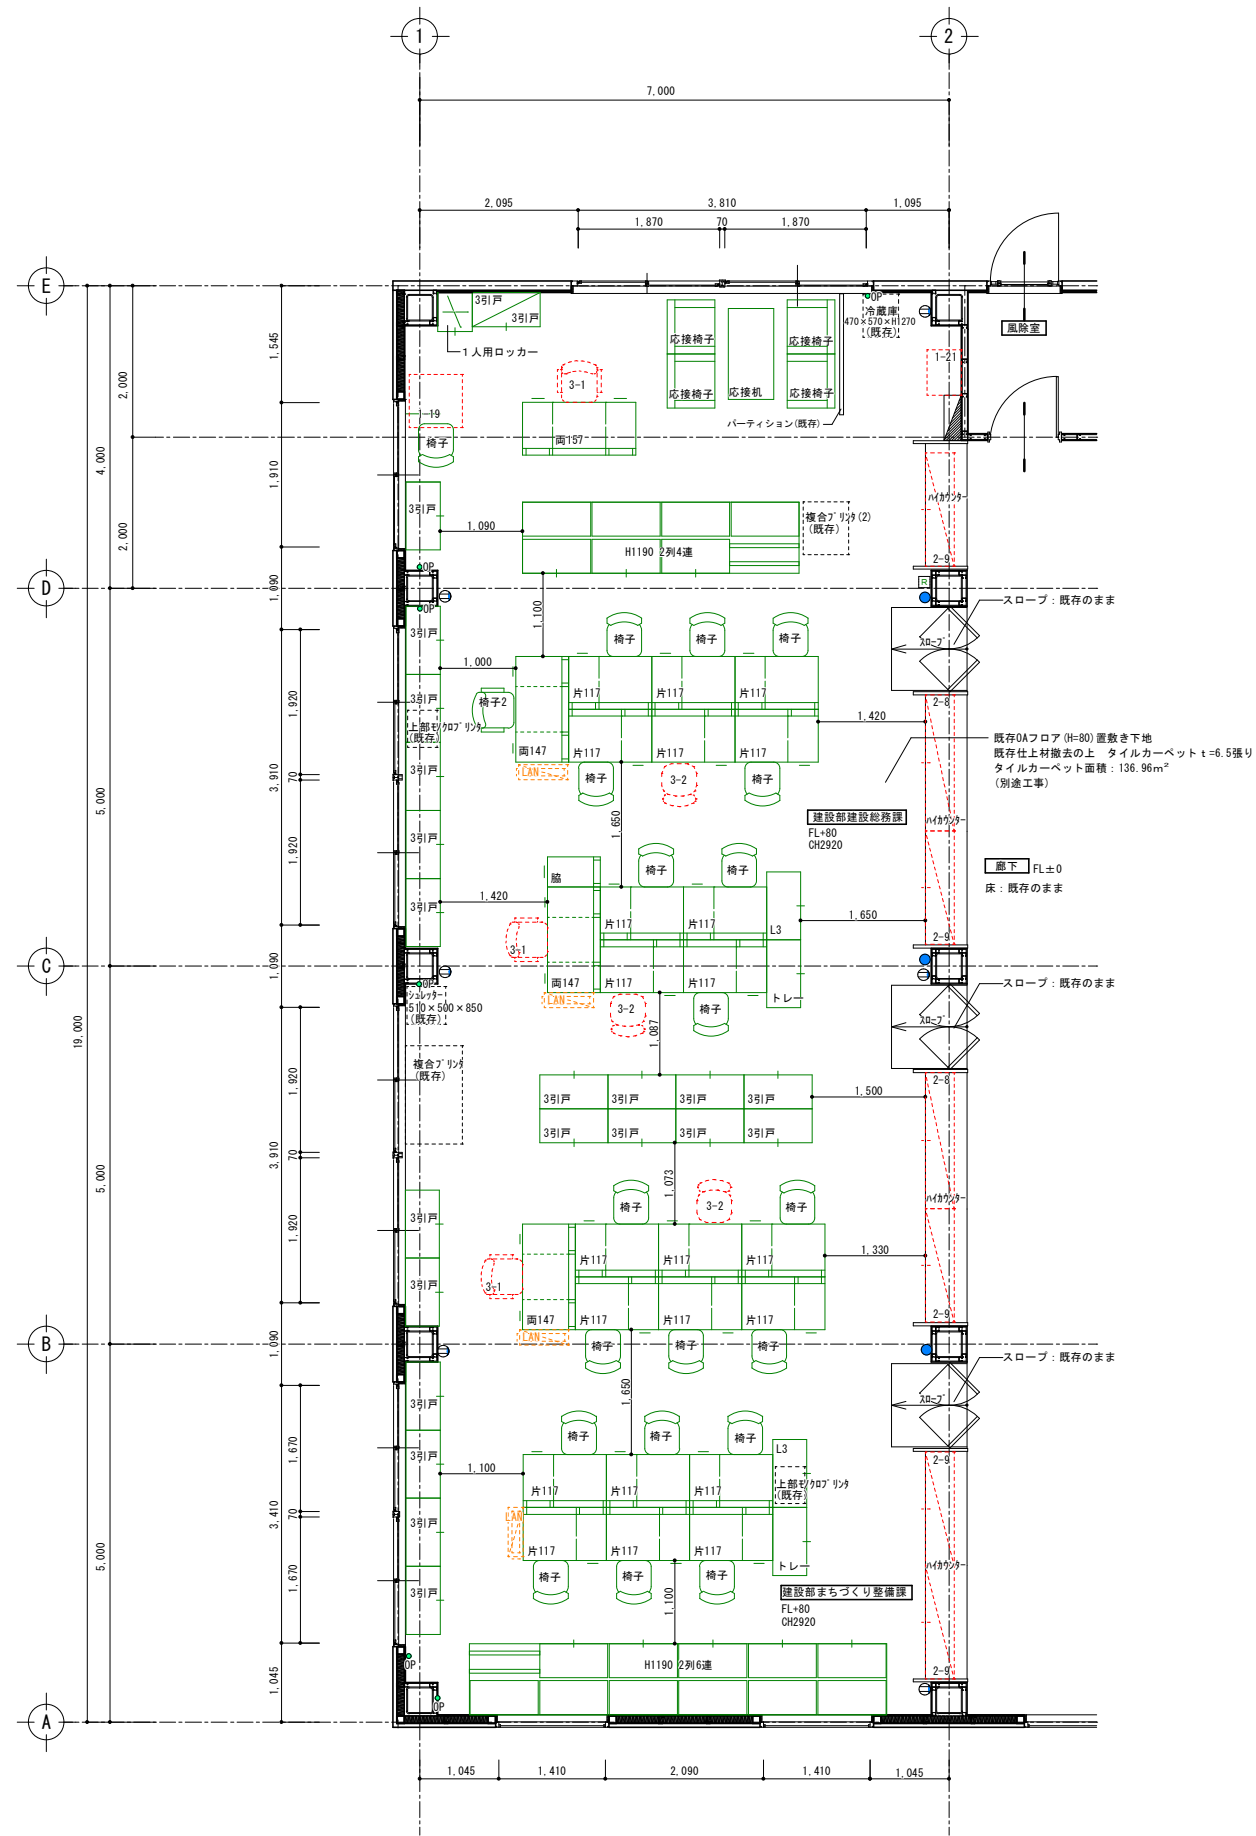 1
2
7,000
2,095
3,810
1,095
1,870
70
1,870
E
3引戸
3引戸
1人用ロッカー
応接椅子
応接椅子
応接机
応接椅子
応接椅子
OP
冷蔵庫
470×570×H1270
(既存)
風除室
1-21
パーティション(既存)
1,545
2,000
3-1
1-19
椅子
両157
4,000
1,910
3引戸
1,090
複合プリンタ(2)
(既存)
H1190 2列4連
ハイカウンター
2,000
2-9
OP
D
R
1,090
OP
1,100
スロープ:既存のまま
スロープ
3引戸
椅子
椅子
椅子
1,000
3引戸
椅子2
片117
片117
片117
2-8
1,420
上部モノクロプリンタ
(既存)
両147
片117
片117
片117
既存OAフロア(H=80)置敷き下地
既存仕上材撤去の上 タイルカーペットt=6.5張り
タイルカーペット面積:136.96m²
(別途工事)
1,920
3,910
70
5,000
3引戸
LAN
椅子
3-2
椅子
1,650
建設部建設総務課
FL+80
CH2920
ハイカウンター
3引戸
1,920
椅子
椅子
廊下
FL±0
床:既存のまま
脇
3引戸
1,420
片117
片117
L3
1,650
2-9
3-1
C
1,090
OP
両147
片117
片117
トレー
LAN
シュレッダー
510×500×850
(既存)
3-2
椅子
1,087
スロープ:既存のまま
スロープ
19,000
複合プリンタ
(既存)
1,920
2-8
3引戸
3引戸
3引戸
3引戸
1,500
3引戸
3引戸
3引戸
3引戸
3,910
70
5,000
1,073
3引戸
椅子
3-2
椅子
ハイカウンター
1,920
片117
片117
片117
1,330
3引戸
3-1
両147
片117
片117
片117
2-9
LAN
B
1,090
椅子
椅子
椅子
スロープ:既存のまま
スロープ
1,650
3引戸
椅子
椅子
椅子
L3
3引戸
1,670
2-9
1,100
片117
片117
片117
上部モノクロプリンタ
(既存)
3,410
70
3引戸
LAN
片117
片117
片117
トレー
5,000
1,670
3引戸
椅子
椅子
椅子
ハイカウンター
1,100
建設部まちづくり整備課
FL+80
CH2920
OP
H1190 2列6連
2-9
1,045
OP
A
1,045
1,410
2,090
1,410
1,045